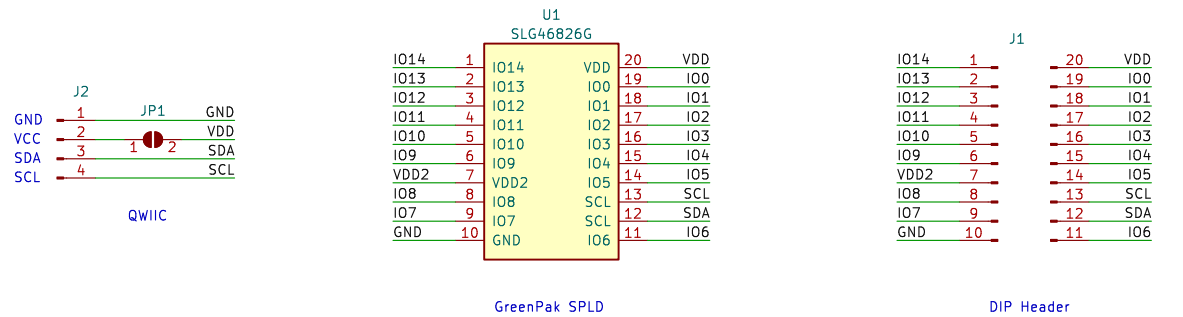 J2
JP1
GND
VCC
SDA
SCL
1
2
3
4
1 2
GND
VDD
SDA
SCL
QWIIC
U1
SLG46826G
IO14 1 IO14 VDD 20 VDD
IO13 2 IO13 IO0 19 IO0
IO12 3 IO12 IO1 18 IO1
IO11 4 IO11 IO2 17 IO2
IO10 5 IO10 IO3 16 IO3
IO9 6 IO9 IO4 15 IO4
VDD2 7 VDD2 IO5 14 IO5
IO8 8 IO8 SCL 13 SCL
IO7 9 IO7 SCL 12 SDA
GND 10 GND IO6 11 IO6
GreenPak SPLD
J1
IO14 1 20 VDD
IO13 2 19 IO0
IO12 3 18 IO1
IO11 4 17 IO2
IO10 5 16 IO3
IO9 6 15 IO4
VDD2 7 14 IO5
IO8 8 13 SCL
IO7 9 12 SDA
GND 10 11 IO6
DIP Header